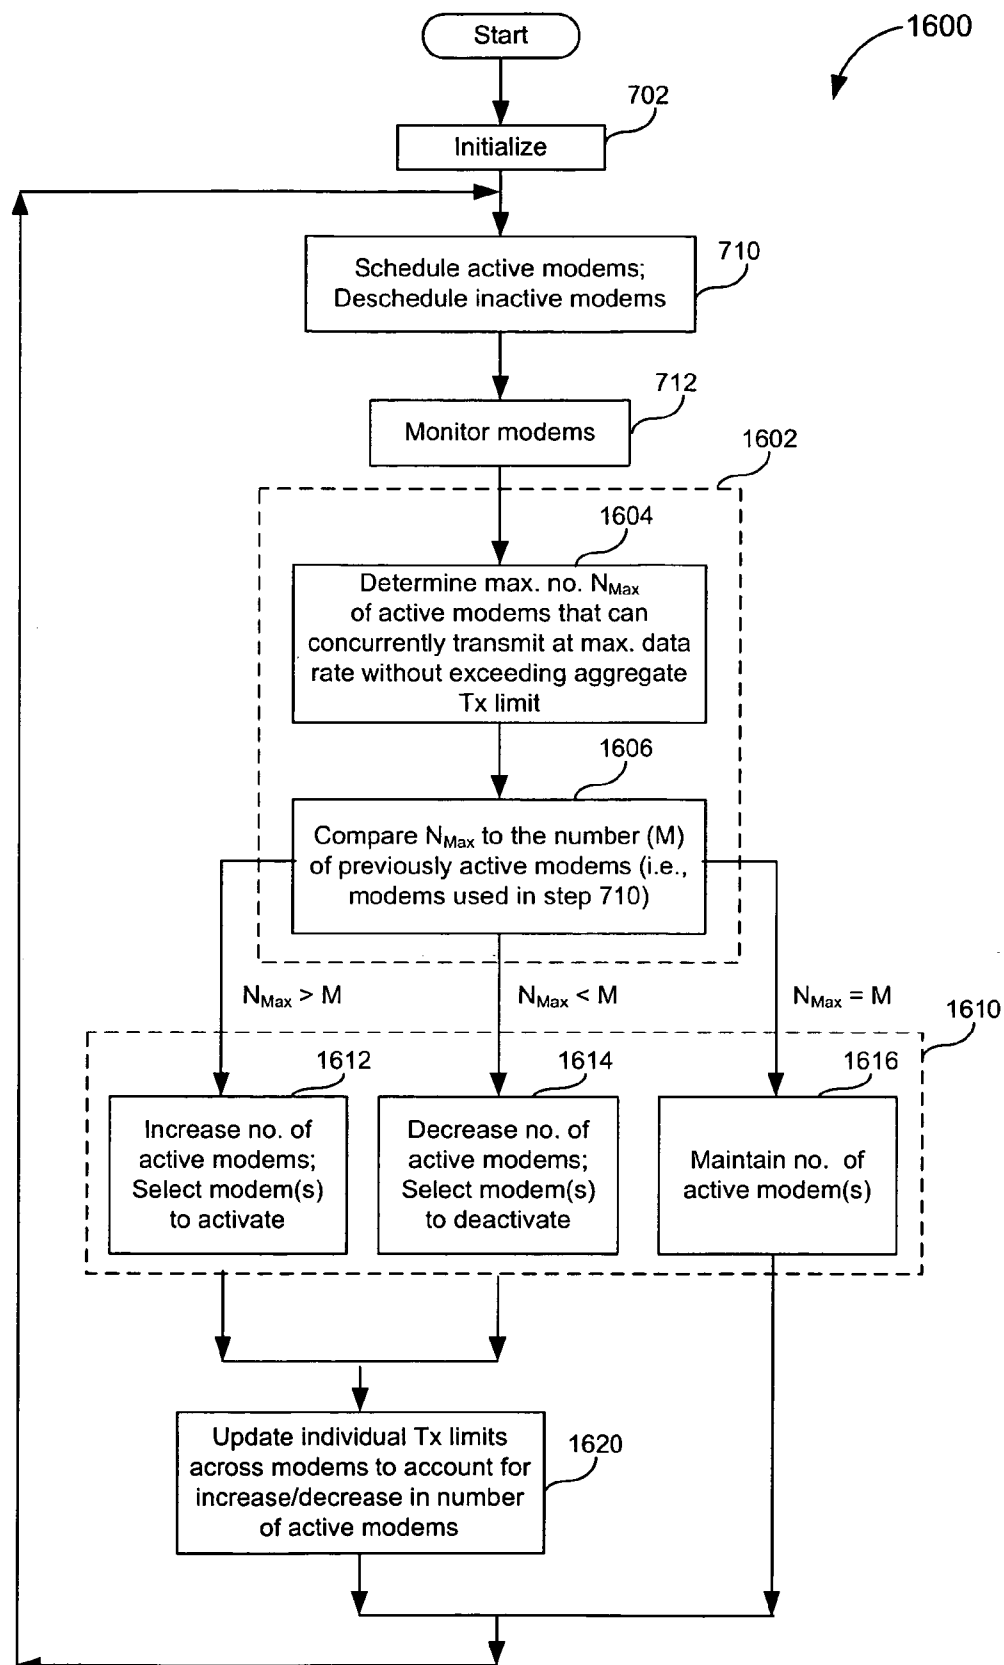 Start
1600
702
Initialize
710
Schedule active modems;
Deschedule inactive modems
712
Monitor modems
1602
1604
Determine max. no. NMax
of active modems that can
concurrently transmit at max. data
rate without exceeding aggregate
Tx limit
1606
Compare NMax to the number (M)
of previously active modems (i.e.,
modems used in step 710)
NMax > M
NMax < M
NMax = M
1610
1612
Increase no. of
active modems;
Select modem(s)
to activate
1614
Decrease no. of
active modems;
Select modem(s)
to deactivate
1616
Maintain no. of
active modem(s)
Update individual Tx limits
across modems to account for
increase/decrease in number
of active modems
1620